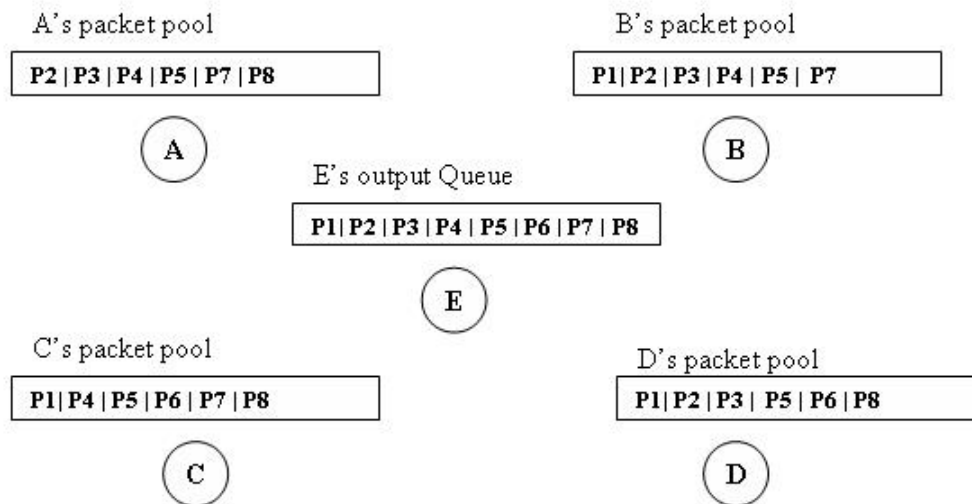 A's packet pool
P2 | P3 | P4 | P5 | P7 | P8
A
B's packet pool
P1| P2 | P3 | P4 | P5 | P7
B
E's output Queue
P1| P2 | P3 | P4 | P5 | P6 | P7 | P8
E
C's packet pool
P1| P4 | P5 | P6 | P7 | P8
C
D's packet pool
P1| P2 | P3 | P5 | P6 | P8
D